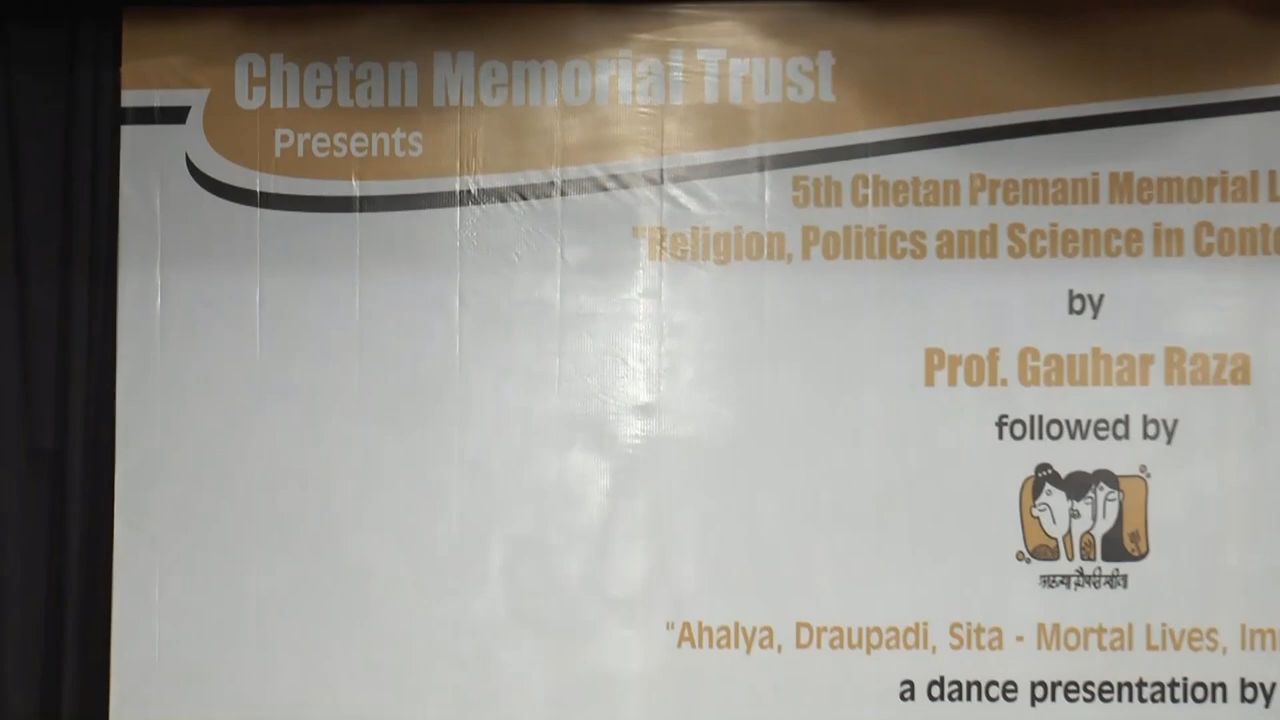 Chetan Memorial Trust
Presents
5th Chetan Premani Memorial L
"Religion, Politics and Science in Conte
by
Prof. Gauhar Raza
followed by
"Ahalya, Draupadi, Sita - Mortal Lives, Im
a dance presentation by